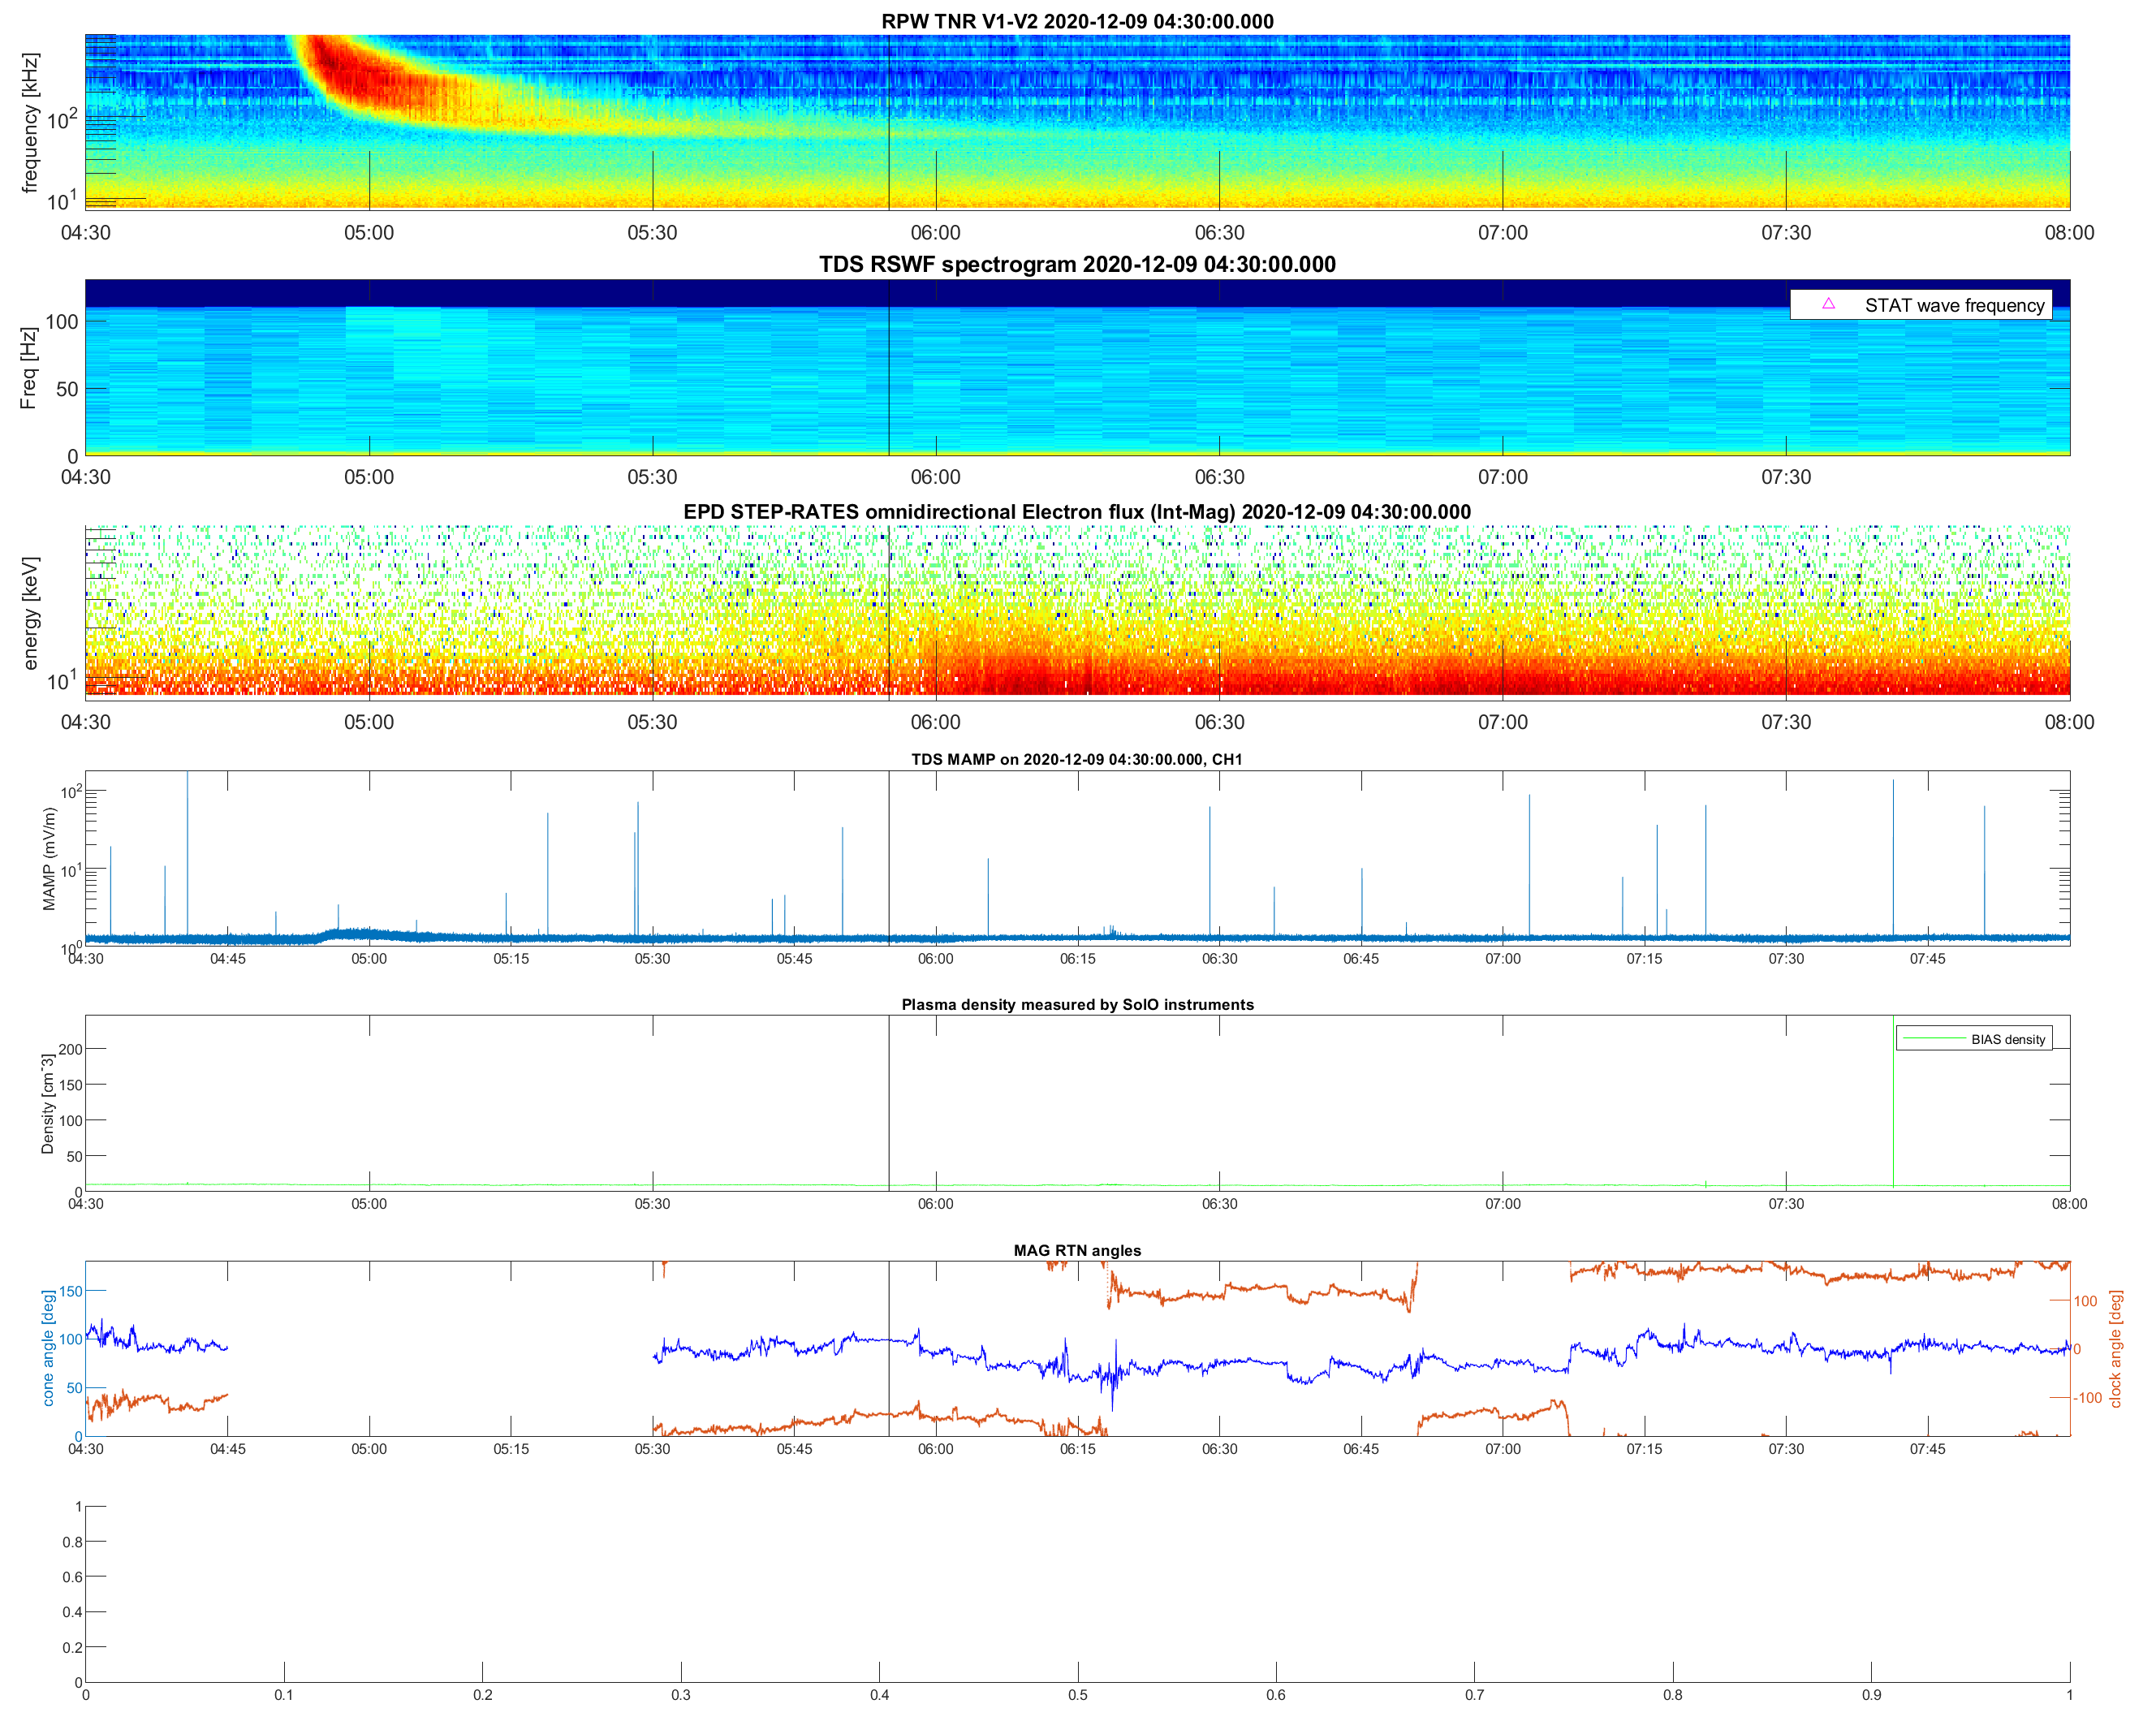 RPW TNR V1-V2 2020-12-09 04:30:00.000
frequency [kHz]
10^2
10^1
04:30 05:00 05:30 06:00 06:30 07:00 07:30 08:00
TDS RSWF spectrogram 2020-12-09 04:30:00.000
STAT wave frequency
Freq [Hz]
100
50
0
04:30 05:00 05:30 06:00 06:30 07:00 07:30
EPD STEP-RATES omnidirectional Electron flux (Int-Mag) 2020-12-09 04:30:00.000
energy [keV]
10^1
04:30 05:00 05:30 06:00 06:30 07:00 07:30 08:00
TDS MAMP on 2020-12-09 04:30:00.000, CH1
MAMP (mV/m)
10^2
10^1
10^0
04:30 04:45 05:00 05:15 05:30 05:45 06:00 06:15 06:30 06:45 07:00 07:15 07:30 07:45
Plasma density measured by SolO instruments
BIAS density
Density [cm^-3]
200
150
100
50
0
04:30 05:00 05:30 06:00 06:30 07:00 07:30 08:00
MAG RTN angles
cone angle [deg]
150
100
50
0
clock angle [deg]
100
0
-100
04:30 04:45 05:00 05:15 05:30 05:45 06:00 06:15 06:30 06:45 07:00 07:15 07:30 07:45
1
0.8
0.6
0.4
0.2
0
0 0.1 0.2 0.3 0.4 0.5 0.6 0.7 0.8 0.9 1